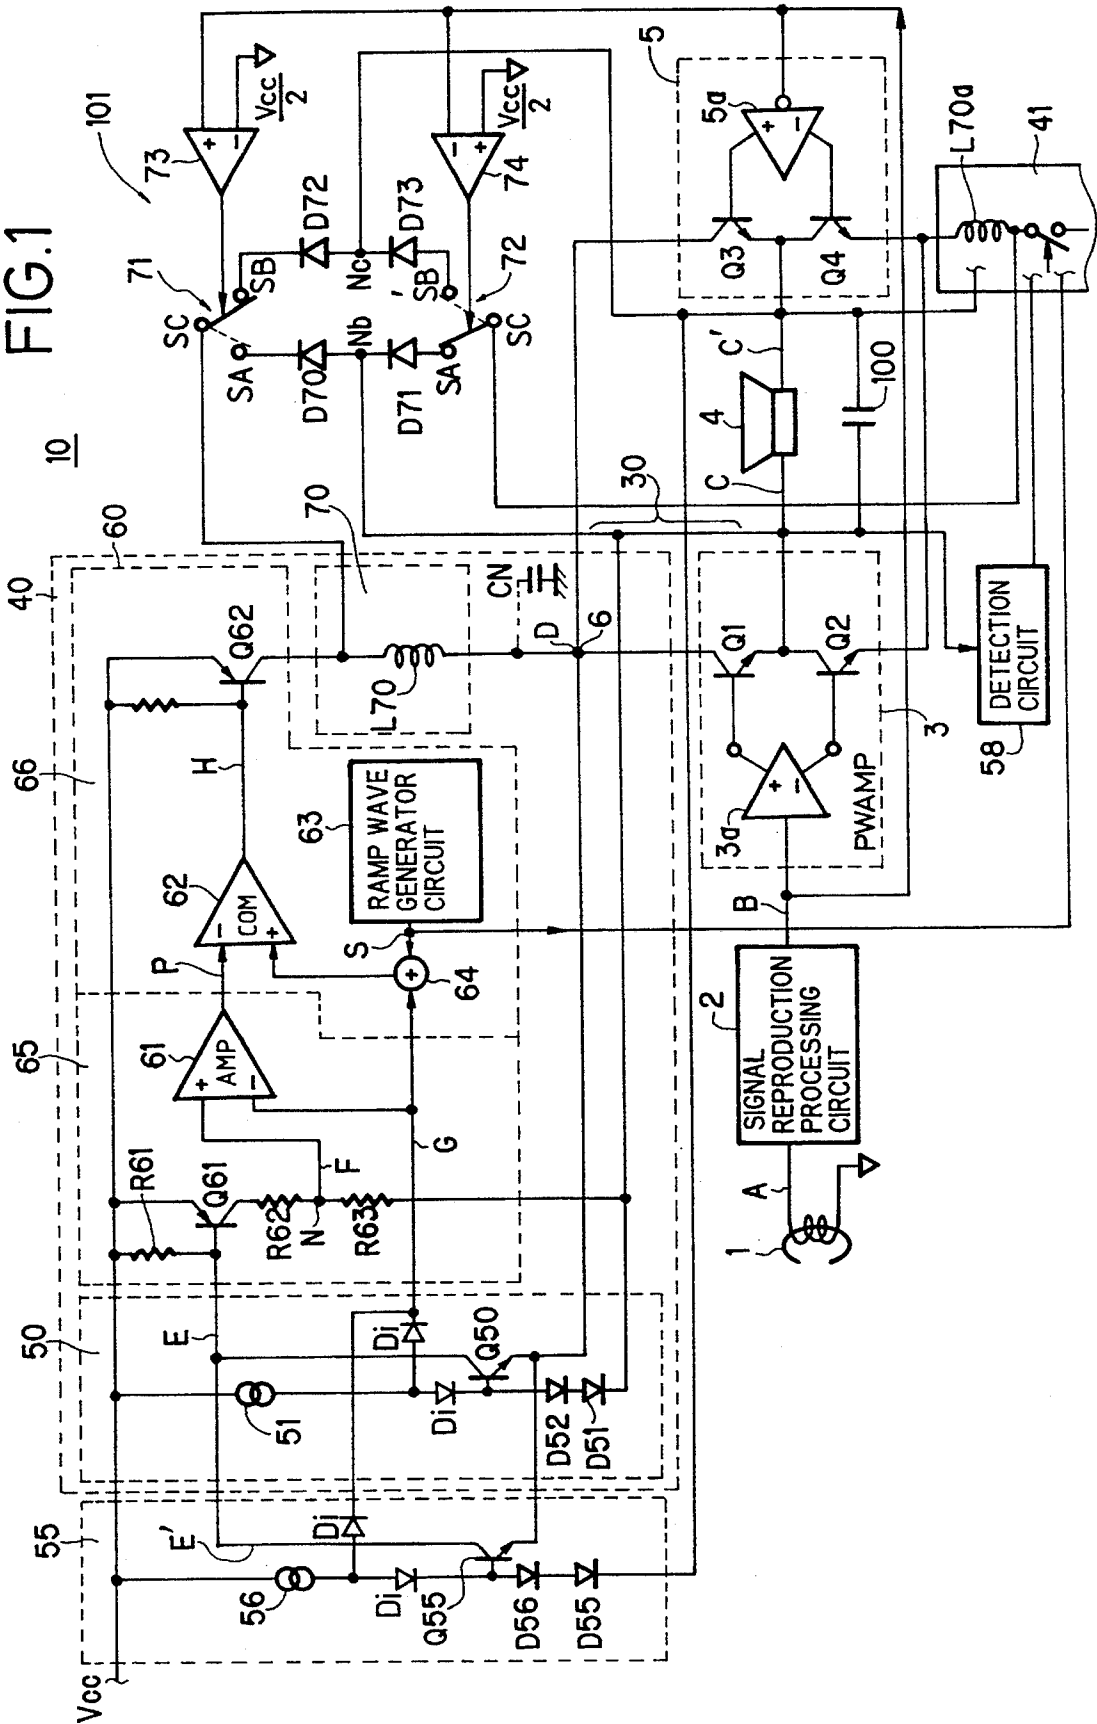 FIG.1
10
101
73
+
−
Vcc
2
71
SC
SB
SA
D72
D70
Nc
Nb
D73
D71
SB
SA
SC
72
74
−
+
Vcc
2
5
5a
+
−
Q3
Q4
L70a
41
C'
4
100
C
30
40
60
66
Q62
H
70
L70
CN
D
6
62
−
COM
+
P
63
RAMP WAVE
GENERATOR
CIRCUIT
S
+
64
65
61
+
AMP
−
R61
Q61
R62
N
F
R63
G
50
E
Di
Q50
51
Di
D52
D51
55
E'
56
Di
Di
Q55
D56
D55
Vcc
Q1
Q2
3a
+
−
PWAMP
3
DETECTION
CIRCUIT
58
B
2
SIGNAL
REPRODUCTION
PROCESSING
CIRCUIT
A
1